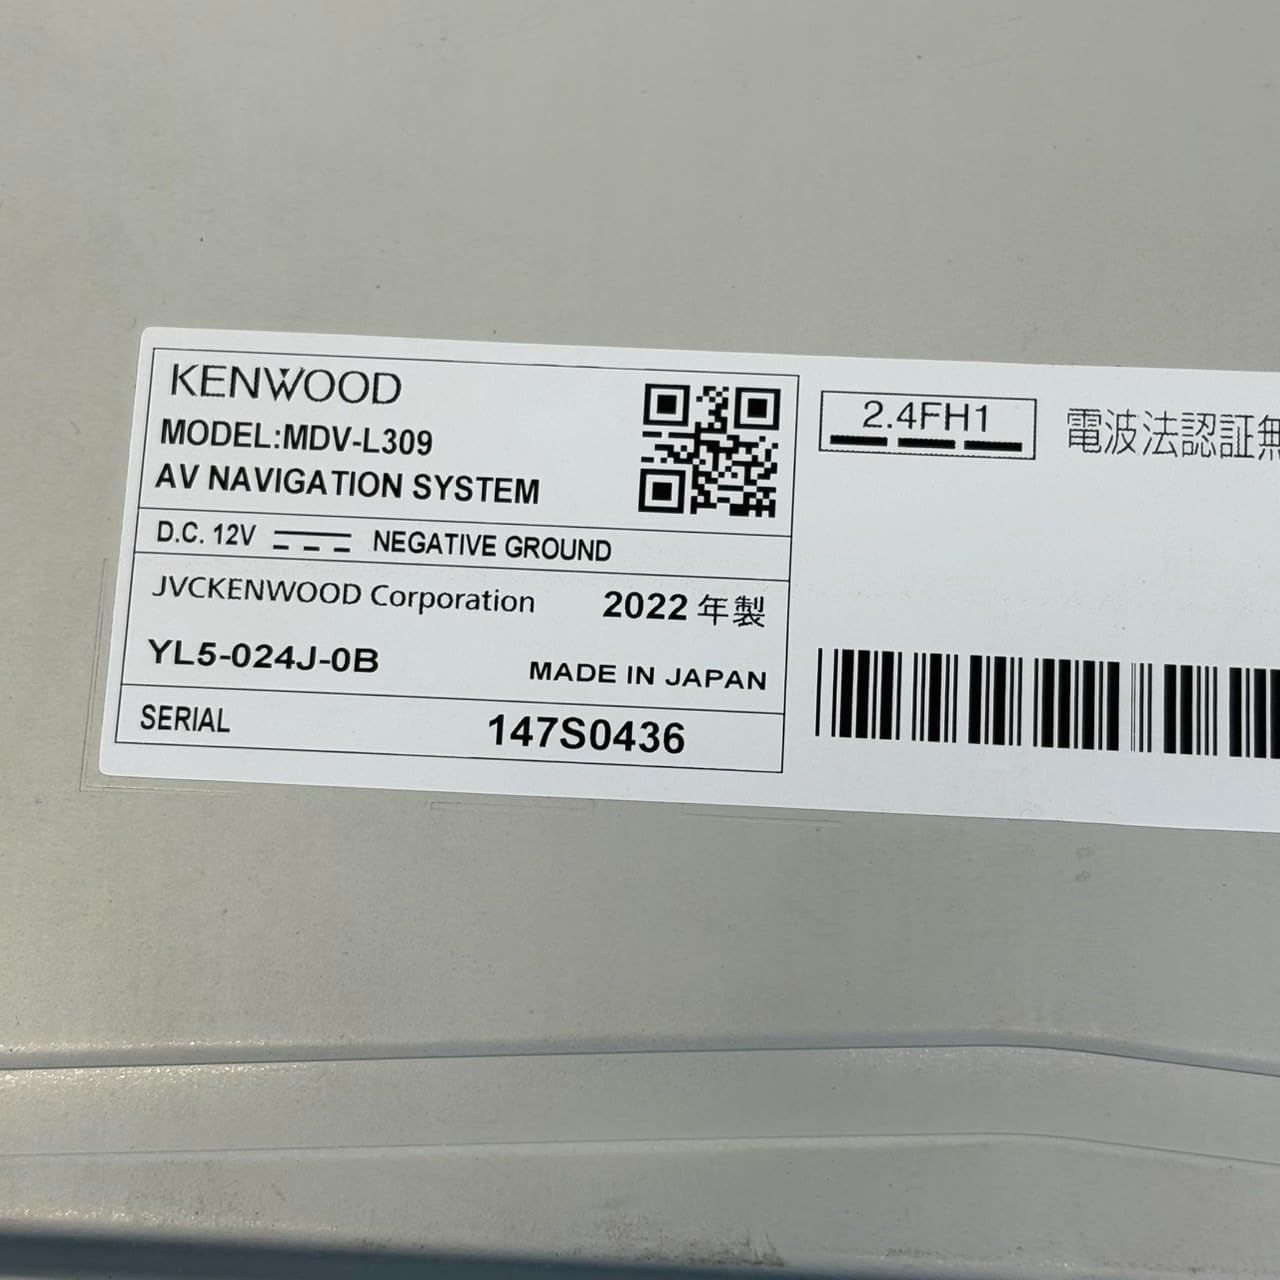 KENWOOD
MODEL:MDV-L309
AV NAVIGATION SYSTEM
D.C. 12V NEGATIVE GROUND
JVCKENWOOD Corporation 2022 年製
YL5-024J-0B MADE IN JAPAN
SERIAL 147S0436
2.4FH1
電波法認証無